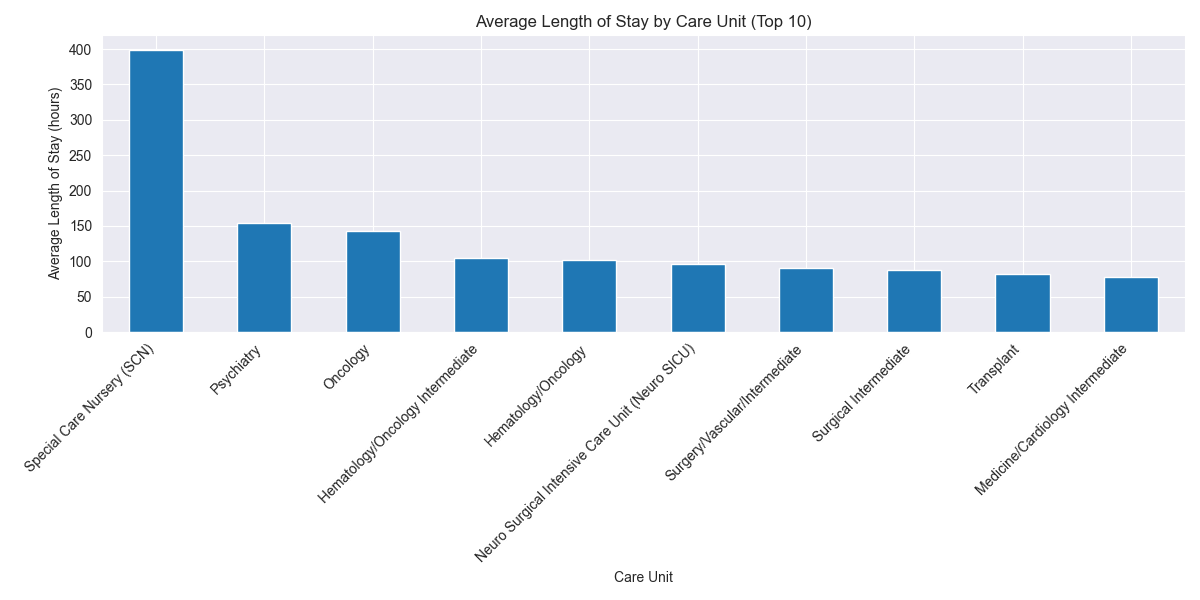 Average Length of Stay by Care Unit (Top 10)
Average Length of Stay (hours)
400
350
300
250
200
150
100
50
0
Special Care Nursery (SCN)
Psychiatry
Oncology
Hematology/Oncology Intermediate
Hematology/Oncology
Neuro Surgical Intensive Care Unit (Neuro SICU)
Surgery/Vascular/Intermediate
Surgical Intermediate
Transplant
Medicine/Cardiology Intermediate
Care Unit